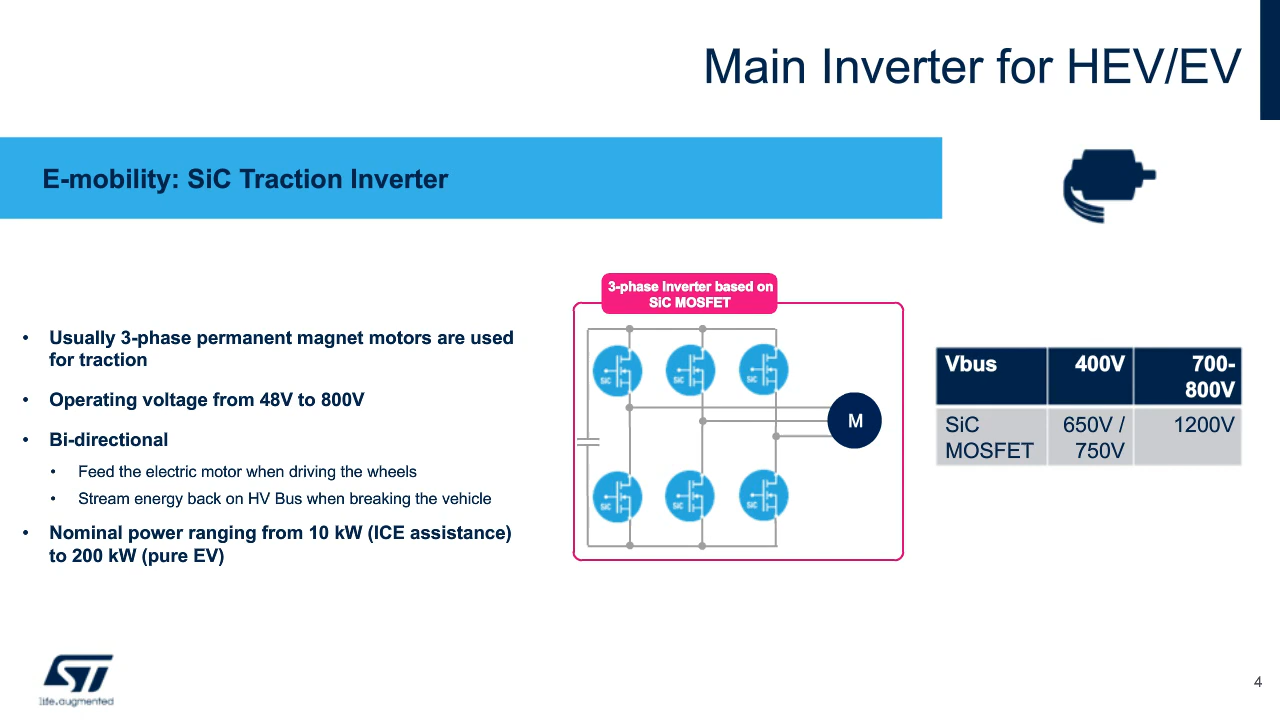 Main Inverter for HEV/EV
E-mobility: SiC Traction Inverter
• Usually 3-phase permanent magnet motors are used
for traction
• Operating voltage from 48V to 800V
• Bi-directional
• Feed the electric motor when driving the wheels
• Stream energy back on HV Bus when breaking the vehicle
• Nominal power ranging from 10 kW (ICE assistance)
to 200 kW (pure EV)
3-phase Inverter based on
SiC MOSFET
SiC
SiC
SiC
M
SiC
SiC
SiC
Vbus 400V 700-
800V
SiC 650V / 1200V
MOSFET 750V
ST
life.augmented
4